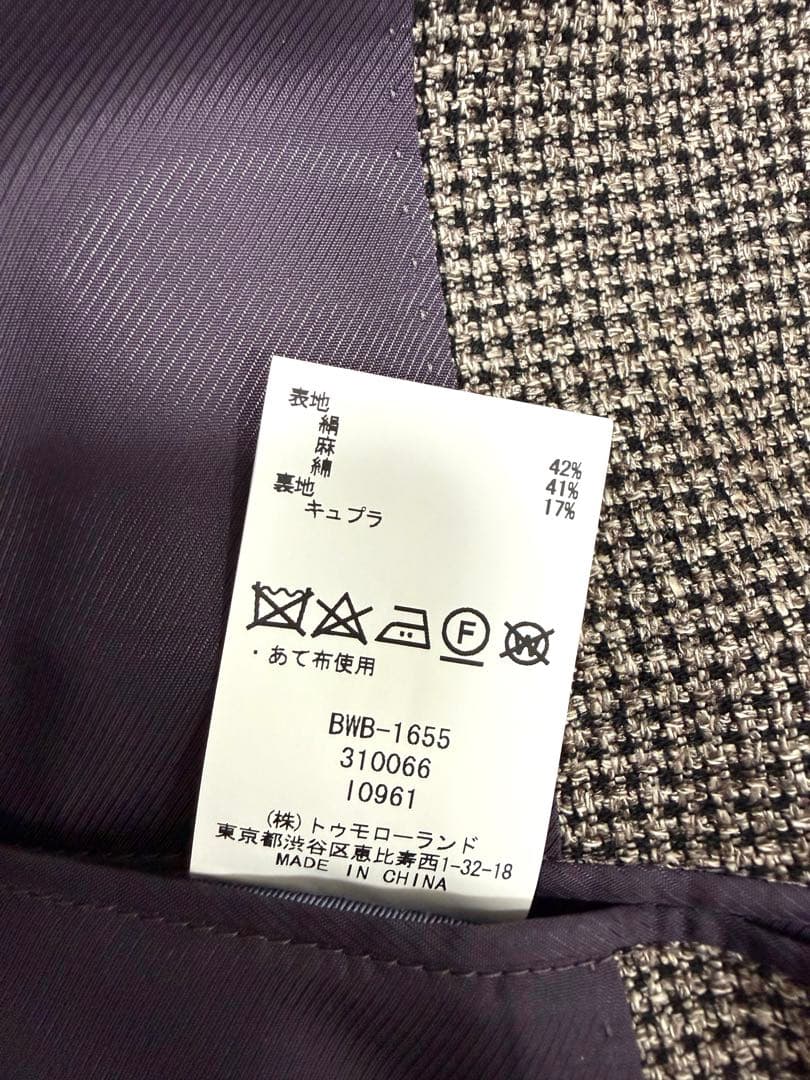 表地
絹 42%
麻 41%
綿 17%
裏地
キュプラ
F W
・あて布使用
BWB-1655
310066
10961
(株)トゥモローランド
東京都渋谷区恵比寿西1-32-18
MADE IN CHINA